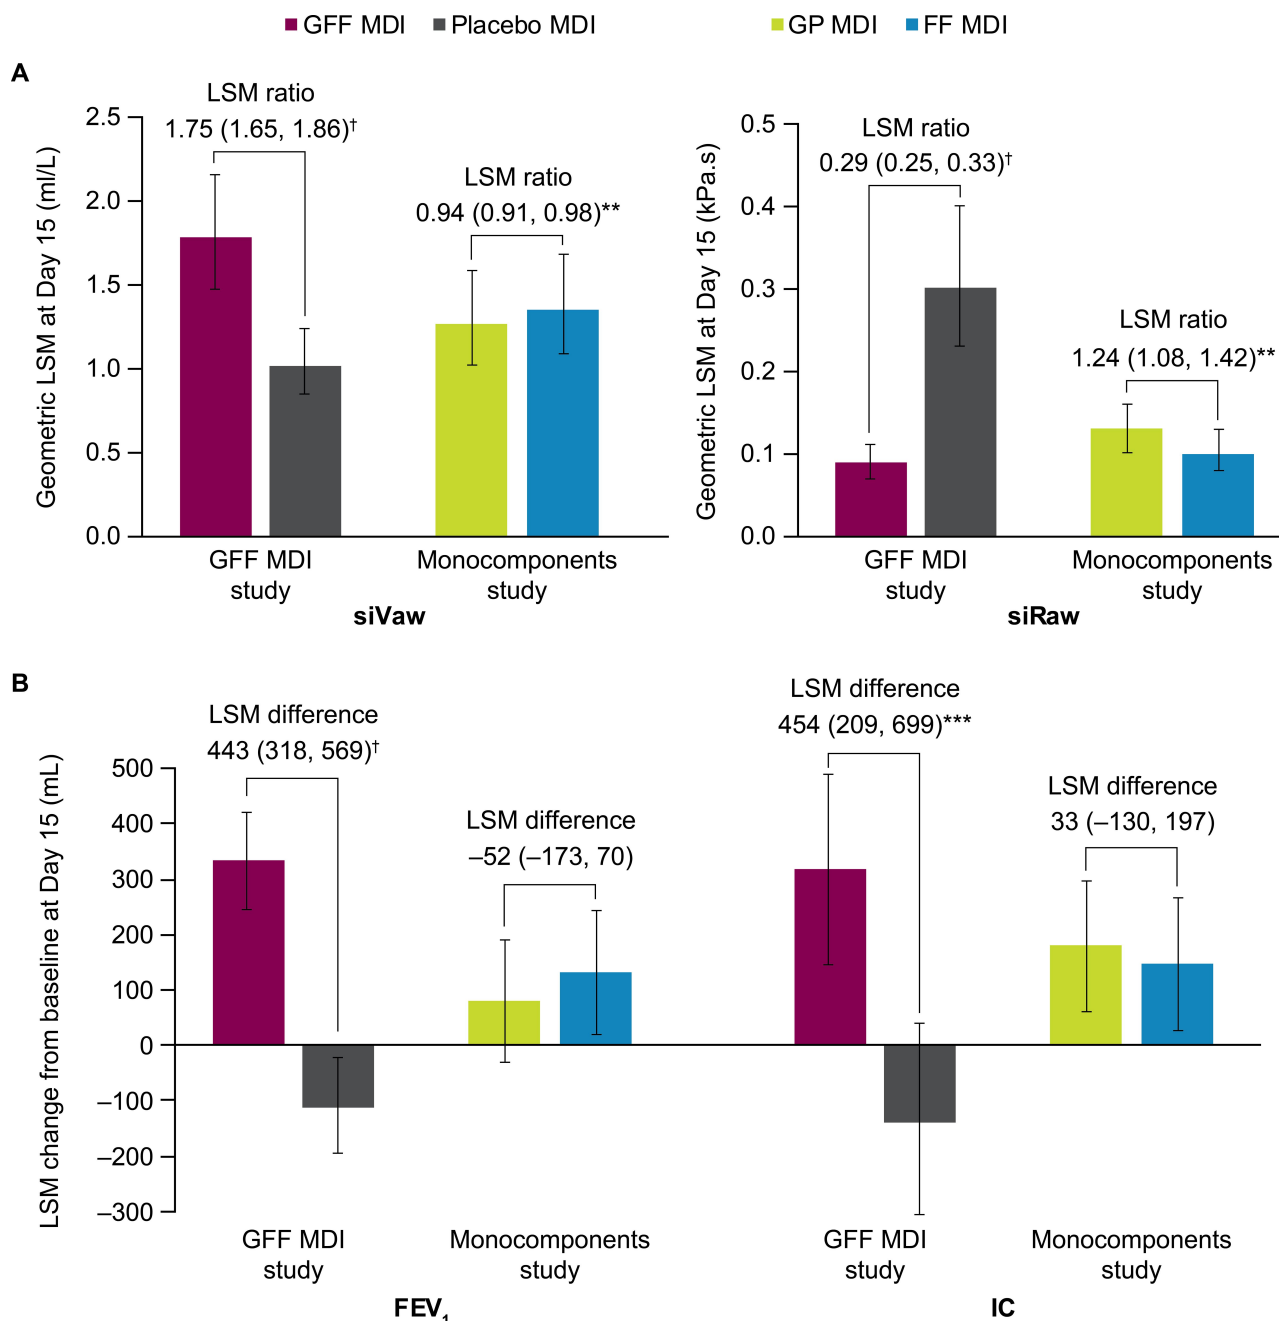 GFF MDI Placebo MDI GP MDI FF MDI
A
LSM ratio
1.75 (1.65, 1.86)†
LSM ratio
0.94 (0.91, 0.98)**
Geometric LSM at Day 15 (ml/L)
2.5
2.0
1.5
1.0
0.5
0.0
GFF MDI
study
Monocomponents
study
siVaw
LSM ratio
0.29 (0.25, 0.33)†
LSM ratio
1.24 (1.08, 1.42)**
Geometric LSM at Day 15 (kPa.s)
0.5
0.4
0.3
0.2
0.1
0.0
GFF MDI
study
Monocomponents
study
siRaw
B
LSM difference
443 (318, 569)†
LSM difference
–52 (–173, 70)
LSM difference
454 (209, 699)***
LSM difference
33 (–130, 197)
LSM change from baseline at Day 15 (mL)
500
400
300
200
100
0
–100
–200
–300
GFF MDI
study
Monocomponents
study
FEV1
GFF MDI
study
Monocomponents
study
IC